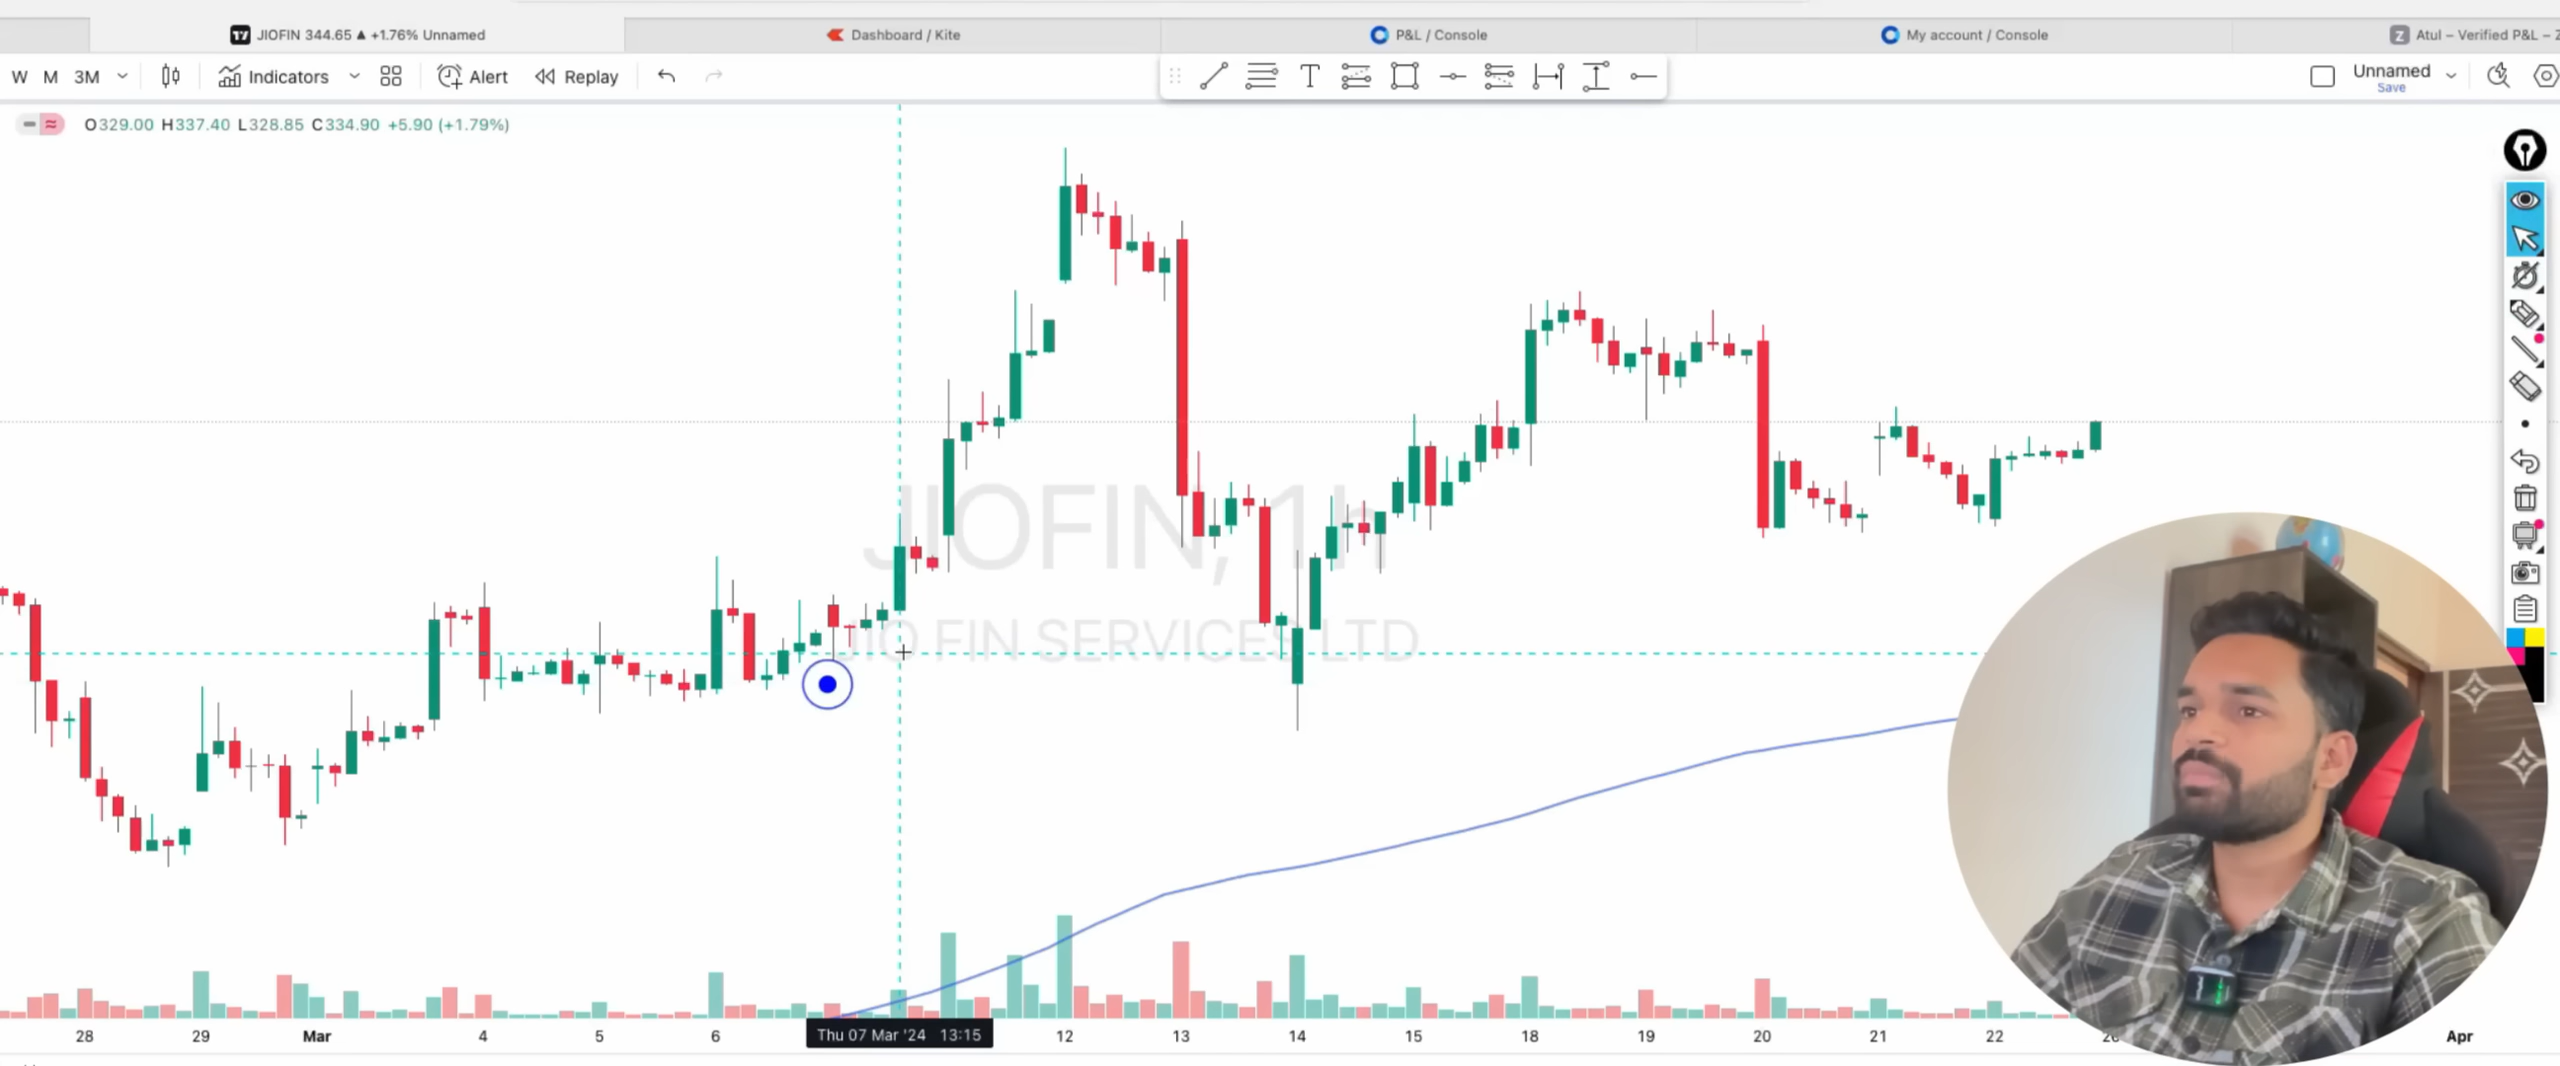 JIOFIN 344.65 ▲ +1.76% Unnamed
Dashboard / Kite
P&L / Console
My account / Console
Atul – Verified P&L –
W M 3M Indicators Alert Replay
T
Unnamed
Save
O329.00 H337.40 L328.85 C334.90 +5.90 (+1.79%)
JIOFIN, 1h
JIO FIN SERVICES LTD
28 29 Mar 4 5 6 Thu 07 Mar '24 13:15 12 13 14 15 18 19 20 21 22 Apr